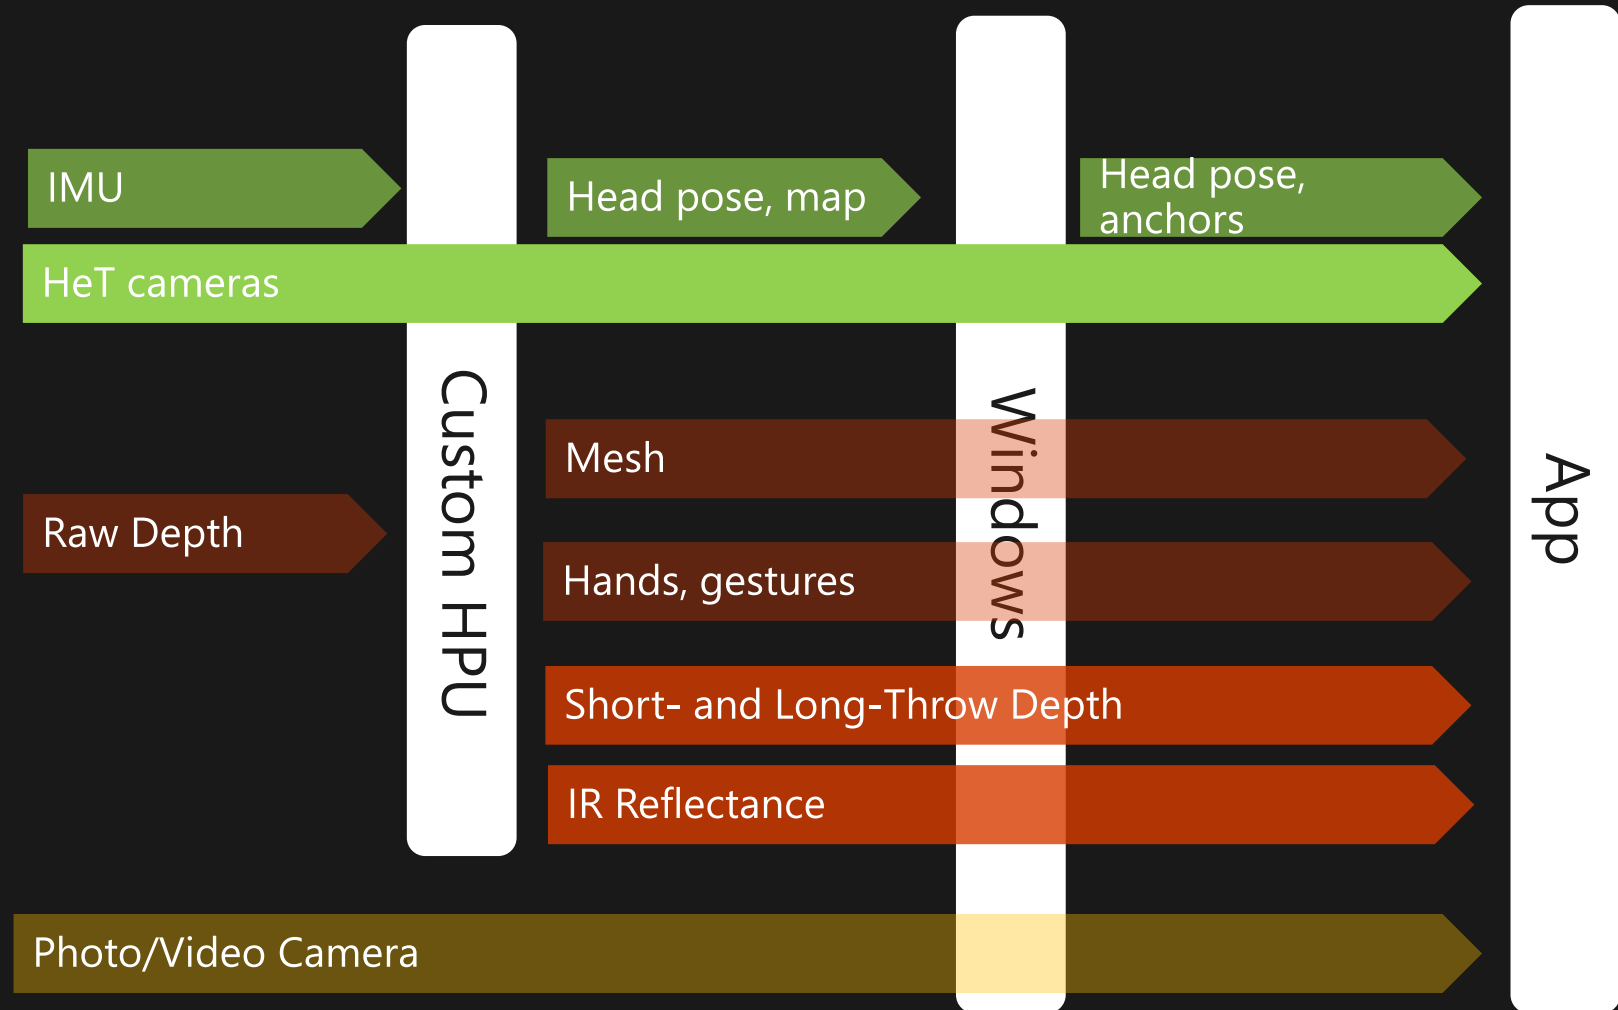 IMU
Head pose, map
Head pose,
anchors
HeT cameras
Custom HPU
Windows
App
Mesh
Raw Depth
Hands, gestures
Short- and Long-Throw Depth
IR Reflectance
Photo/Video Camera